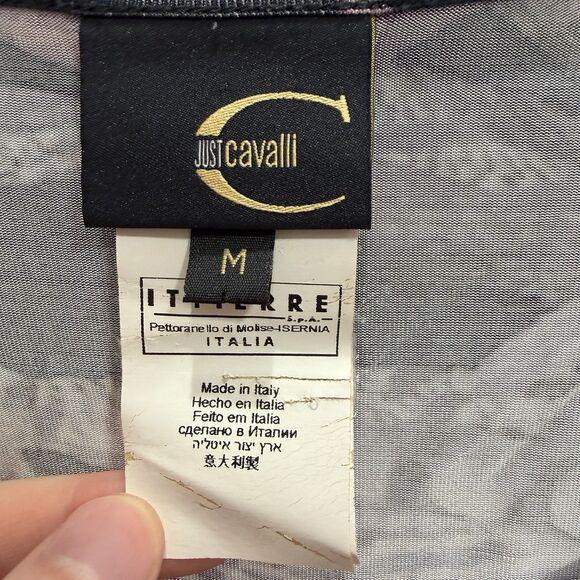 JUST cavalli
M
ITTIERRE
S.p.A.
Pettoranello di Molise-ISERNIA
ITALIA
Made in Italy
Hecho en Italia
Feito em Italia
сделано в Италии
ארץ יצור איטליה
意大利製